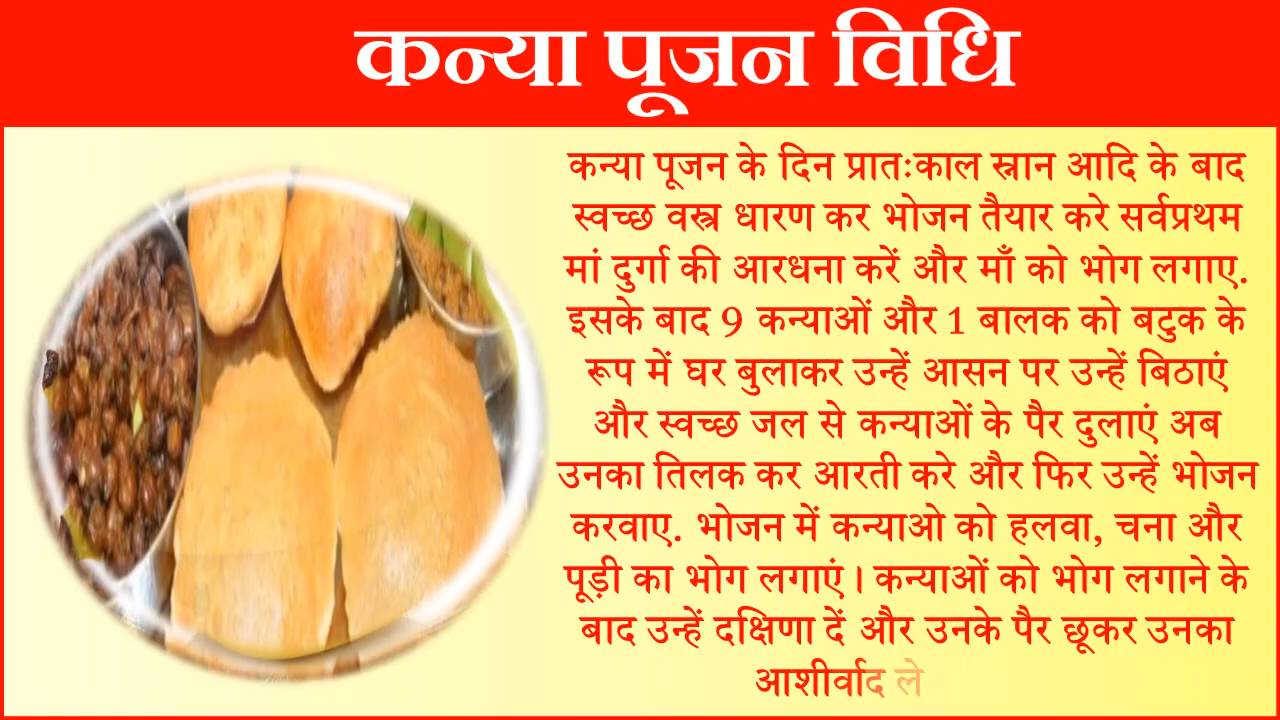 कन्या पूजन विधि
कन्या पूजन के दिन प्रातःकाल स्नान आदि के बाद
स्वच्छ वस्त्र धारण कर भोजन तैयार करे सर्वप्रथम
मां दुर्गा की आरधना करें और माँ को भोग लगाए.
इसके बाद 9 कन्याओं और 1 बालक को बटुक के
रूप में घर बुलाकर उन्हें आसन पर उन्हें बिठाएं
और स्वच्छ जल से कन्याओं के पैर दुलाएं अब
उनका तिलक कर आरती करे और फिर उन्हें भोजन
करवाए. भोजन में कन्याओ को हलवा, चना और
पूड़ी का भोग लगाएं। कन्याओं को भोग लगाने के
बाद उन्हें दक्षिणा दें और उनके पैर छूकर उनका
आशीर्वाद ले